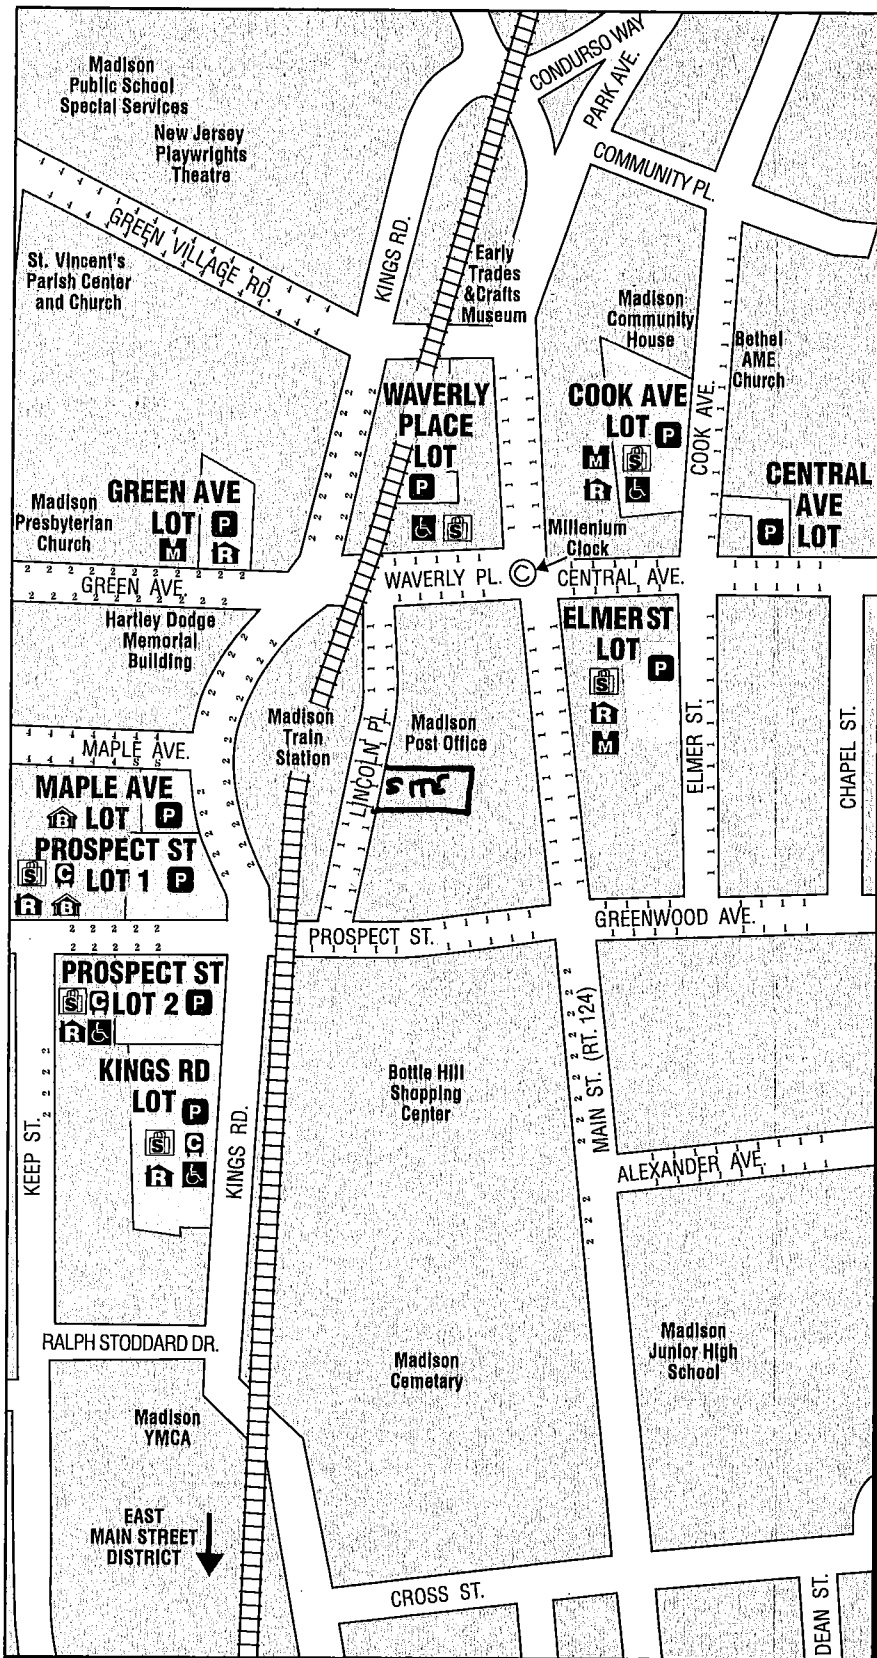 CONDURSO WAY
PARK AVE.
Madison
Public School
Special Services
New Jersey
Playwrights
Theatre
COMMUNITY PL.
GREEN VILLAGE RD.
KINGS RD.
St. Vincent's
Parish Center
and Church
Early
Trades
&Crafts
Museum
Madison
Community
House
Bethel
AME
Church
WAVERLY
PLACE
LOT
P
S
COOK AVE
LOT
P
M
S
R
COOK AVE.
CENTRAL
AVE
LOT
P
Madison
Presbyterian
Church
GREEN AVE
LOT
P
M
R
Millenium
Clock
GREEN AVE.
WAVERLY PL.
C
CENTRAL AVE.
Hartley Dodge
Memorial
Building
ELMER ST
LOT
P
S
R
M
ELMER ST.
CHAPEL ST.
Madison
Train
Station
LINCOLN PL.
Madison
Post Office
MAPLE AVE.
MAPLE AVE
B LOT P
PROSPECT ST
S C LOT 1 P
R B
PROSPECT ST.
GREENWOOD AVE.
PROSPECT ST
S C LOT 2 P
R
KINGS RD
LOT P
S C
R
KEEP ST.
KINGS RD.
Bottle Hill
Shopping
Center
MAIN ST. (RT. 124)
ALEXANDER AVE.
RALPH STODDARD DR.
Madison
Cemetary
Madison
Junior High
School
Madison
YMCA
EAST
MAIN STREET
DISTRICT
CROSS ST.
DEAN ST.